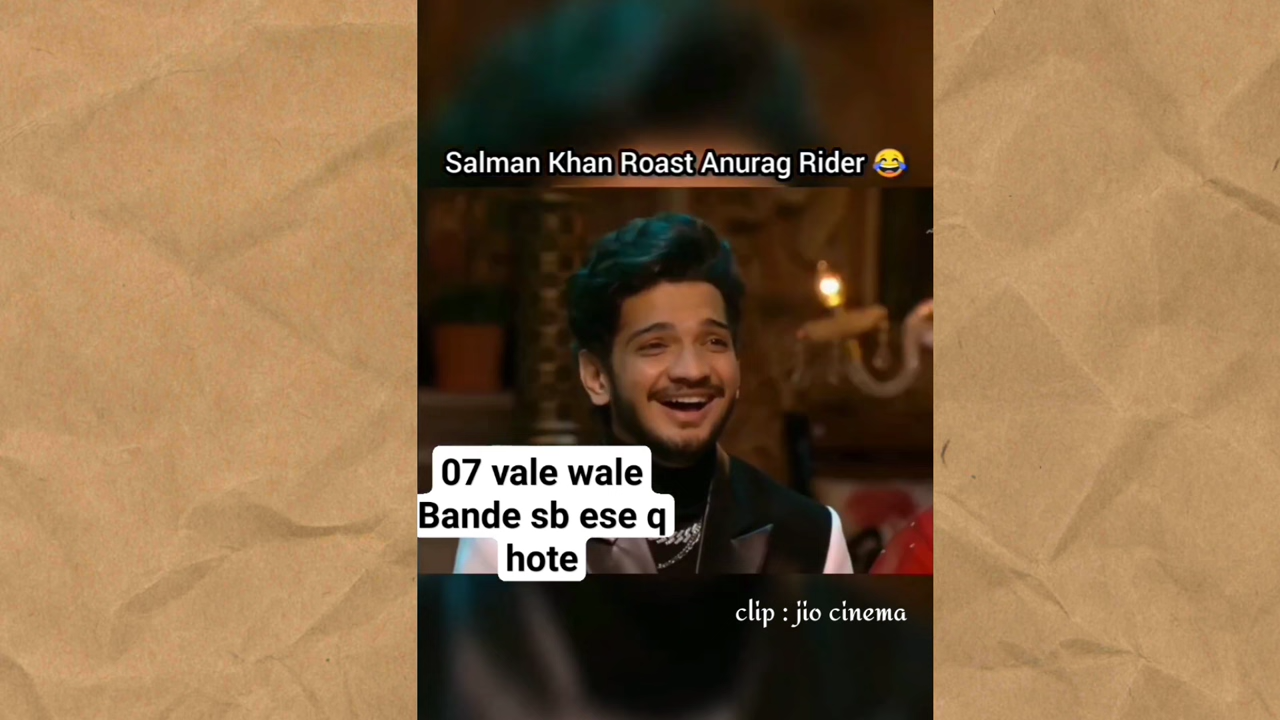 Salman Khan Roast Anurag Rider 😂
07 vale wale
Bande sb ese q
hote
clip : jio cinema